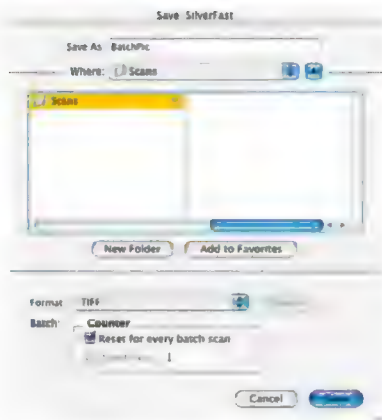 Save SilverFast
Save As BatchPic
Where: Scans
Scans
New Folder Add to Favorites
Format TIFF
Batch: Counter
Reset for every batch scan
1
Cancel